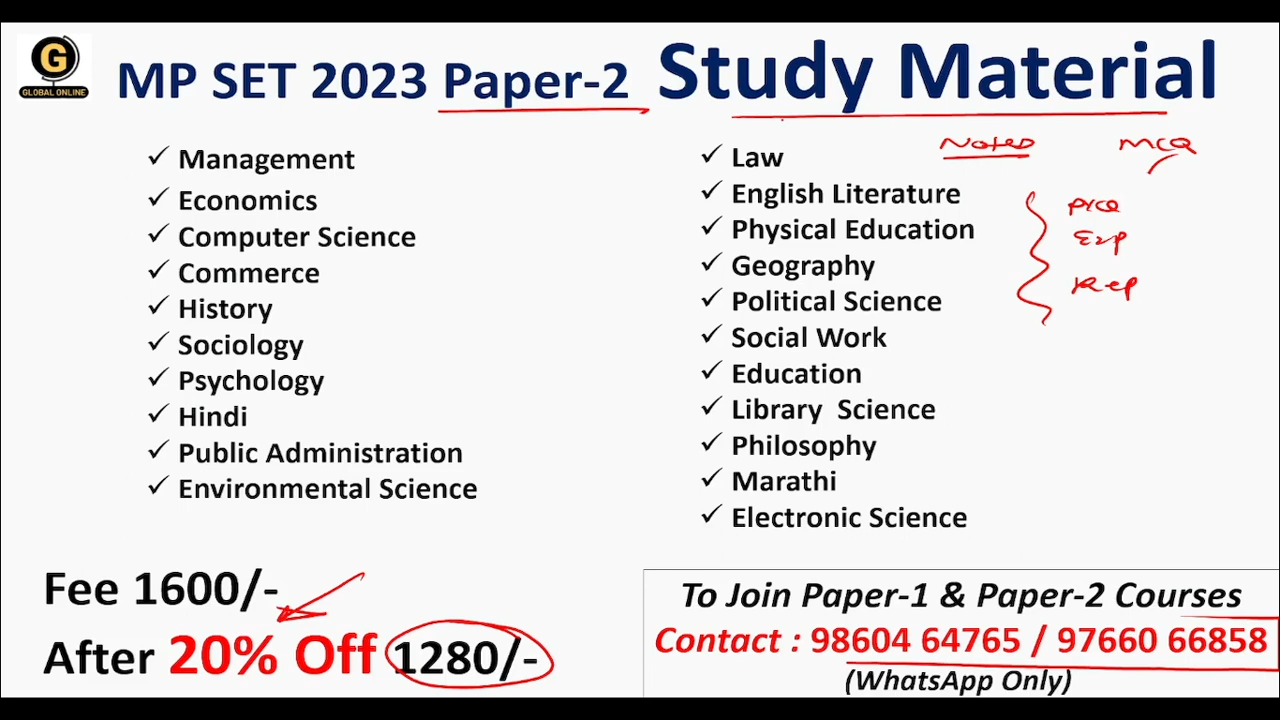 G
GLOBAL ONLINE
MP SET 2023 Paper-2 Study Material
✓ Management
✓ Economics
✓ Computer Science
✓ Commerce
✓ History
✓ Sociology
✓ Psychology
✓ Hindi
✓ Public Administration
✓ Environmental Science
✓ Law
✓ English Literature
✓ Physical Education
✓ Geography
✓ Political Science
✓ Social Work
✓ Education
✓ Library Science
✓ Philosophy
✓ Marathi
✓ Electronic Science
Notes MCQ
PYQ
Exp
Rep
Fee 1600/-
After 20% Off 1280/-
To Join Paper-1 & Paper-2 Courses
Contact : 98604 64765 / 97660 66858
(WhatsApp Only)